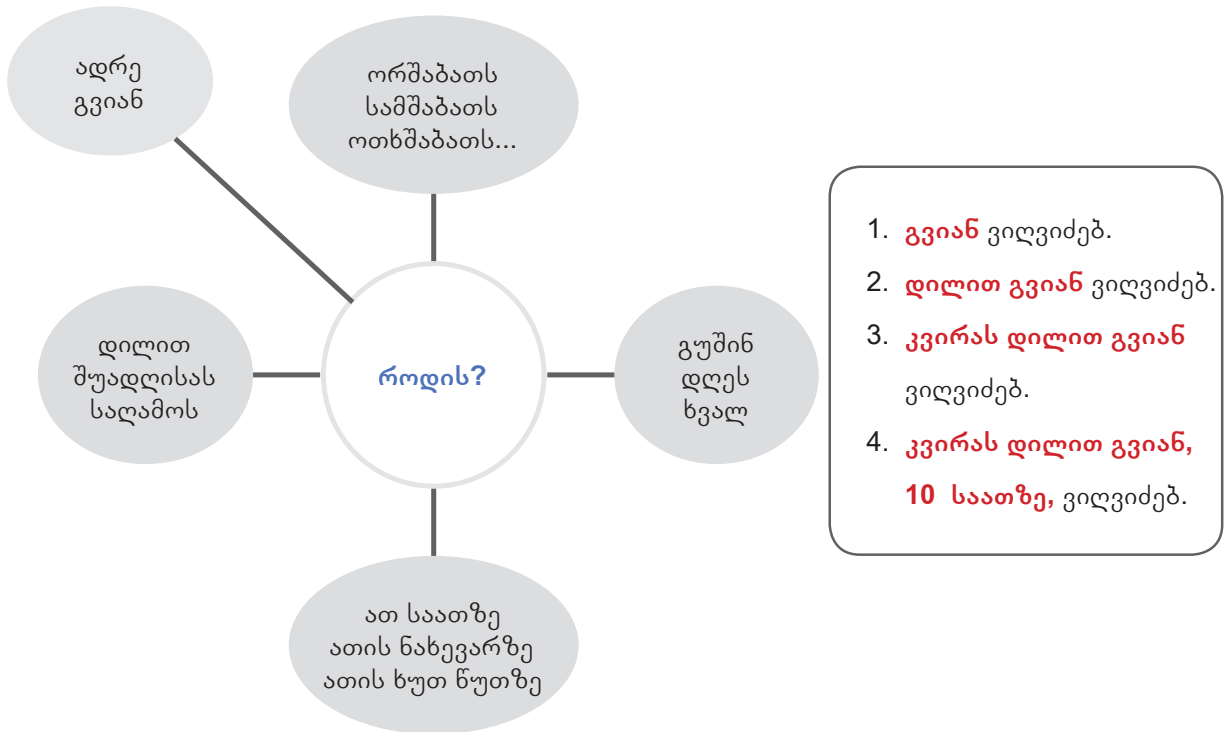 ადრე
გვიან
ორშაბათს
სამშაბათს
ოთხშაბათს...
დილით
შუადღისას
საღამოს
როდის?
გუშინ
დღეს
ხვალ
ათ საათზე
ათის ნახევარზე
ათის ხუთ წუთზე
1. გვიან ვიღვიძებ.
2. დილით გვიან ვიღვიძებ.
3. კვირას დილით გვიან
ვიღვიძებ.
4. კვირას დილით გვიან,
10 საათზე, ვიღვიძებ.